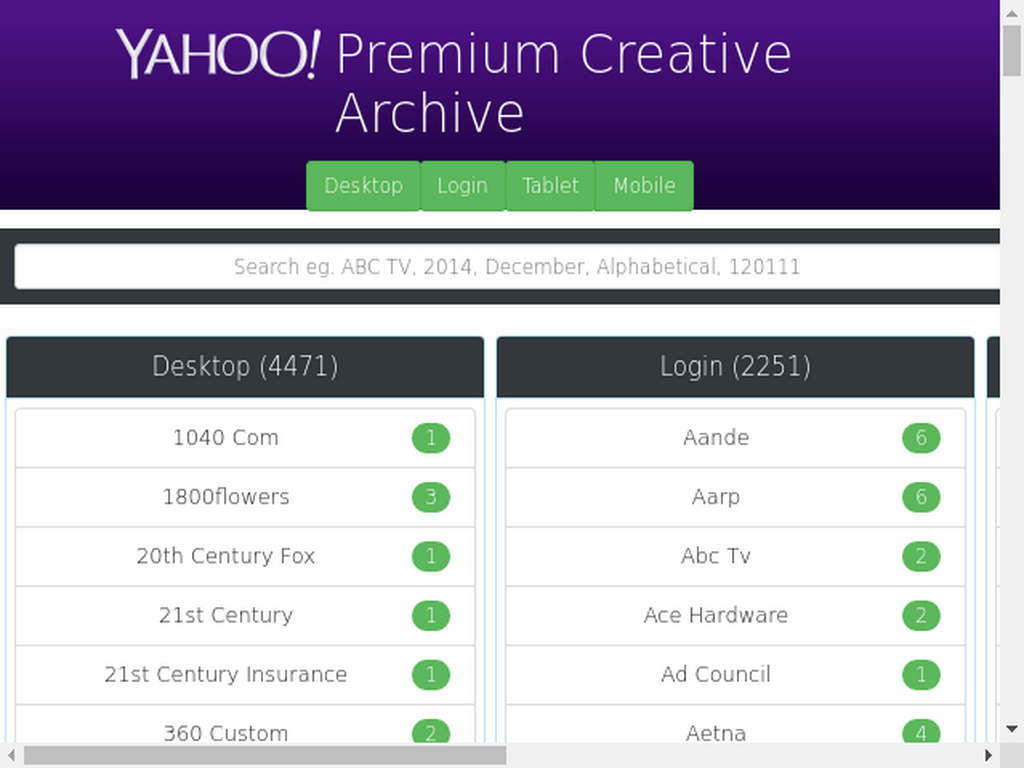 YAHOO! Premium Creative
Archive
Desktop Login Tablet Mobile
Search eg. ABC TV, 2014, December, Alphabetical, 120111
Desktop (4471)
1040 Com 1
1800flowers 3
20th Century Fox 1
21st Century 1
21st Century Insurance 1
360 Custom 2
Login (2251)
Aande 6
Aarp 6
Abc Tv 2
Ace Hardware 2
Ad Council 1
Aetna 4